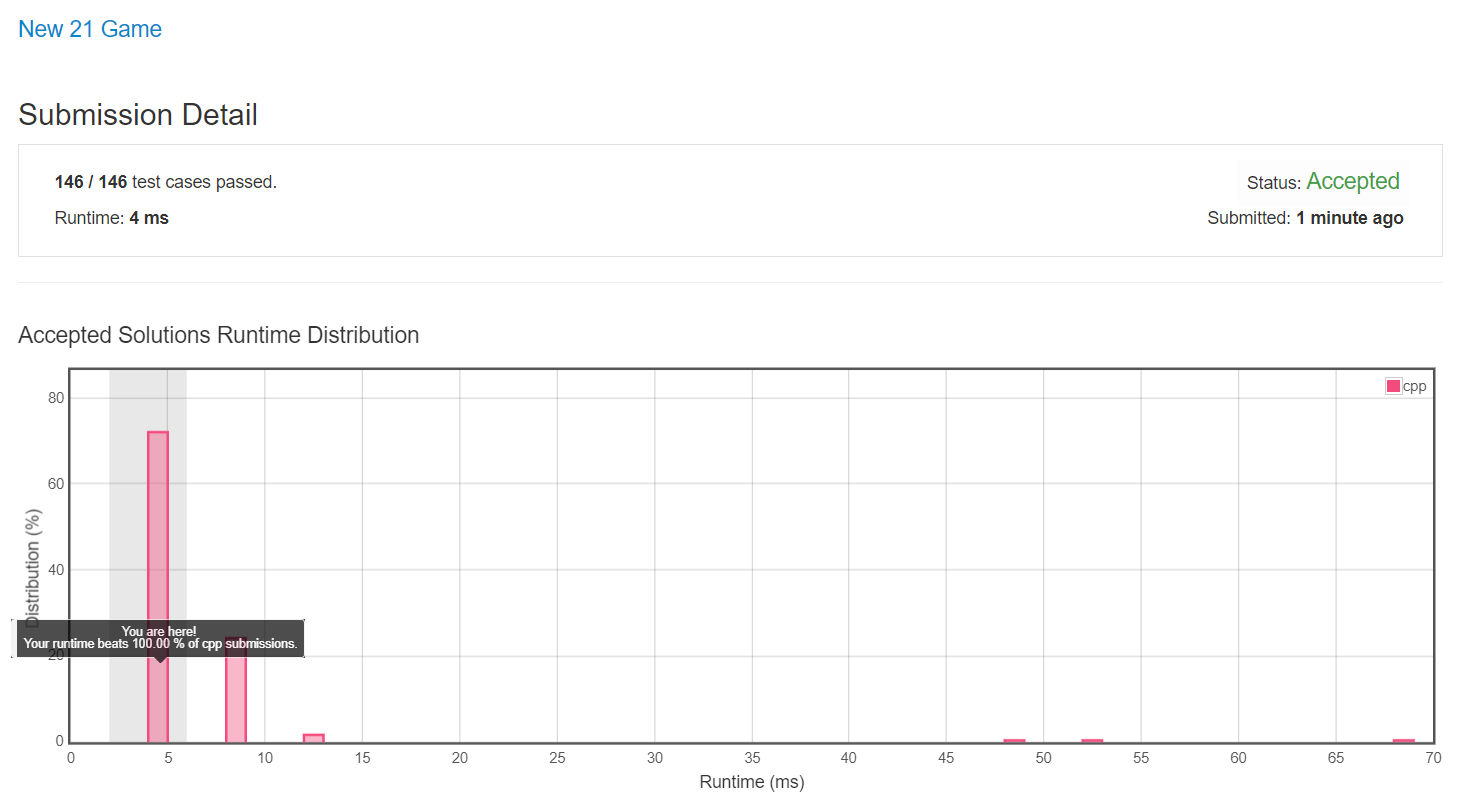 New 21 Game
Submission Detail
146 / 146 test cases passed.
Status: Accepted
Runtime: 4 ms
Submitted: 1 minute ago
Accepted Solutions Runtime Distribution
cpp
80
60
40
20
0
Distribution (%)
You are here!
Your runtime beats 100.00 % of cpp submissions.
0 5 10 15 20 25 30 35 40 45 50 55 60 65 70
Runtime (ms)